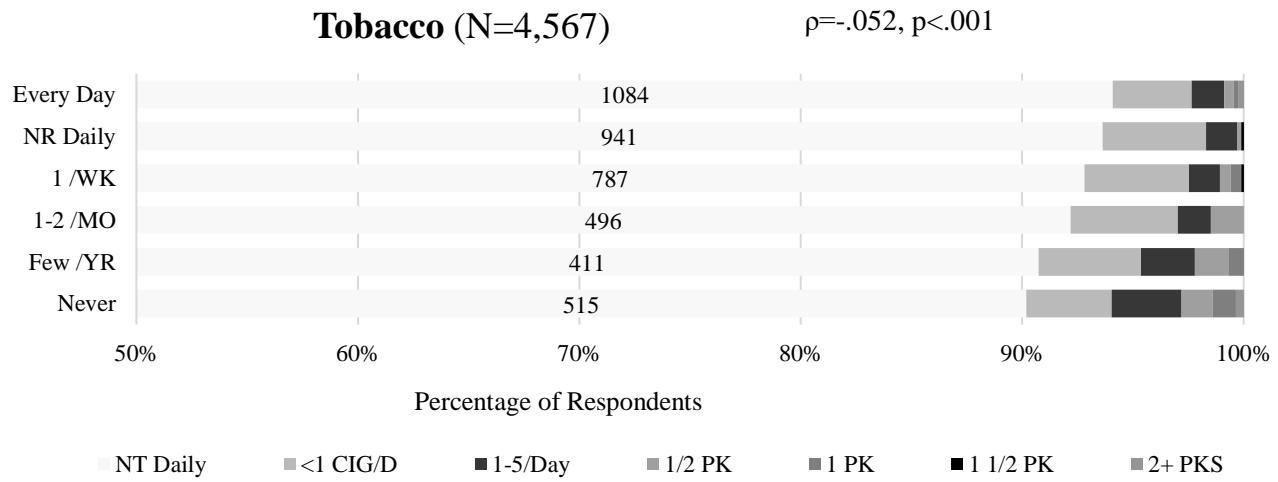 Tobacco (N=4,567) ρ=-.052, p<.001
Every Day 1084
NR Daily 941
1 /WK 787
1-2 /MO 496
Few /YR 411
Never 515
50% 60% 70% 80% 90% 100%
Percentage of Respondents
NT Daily <1 CIG/D 1-5/Day 1/2 PK 1 PK 1 1/2 PK 2+ PKS